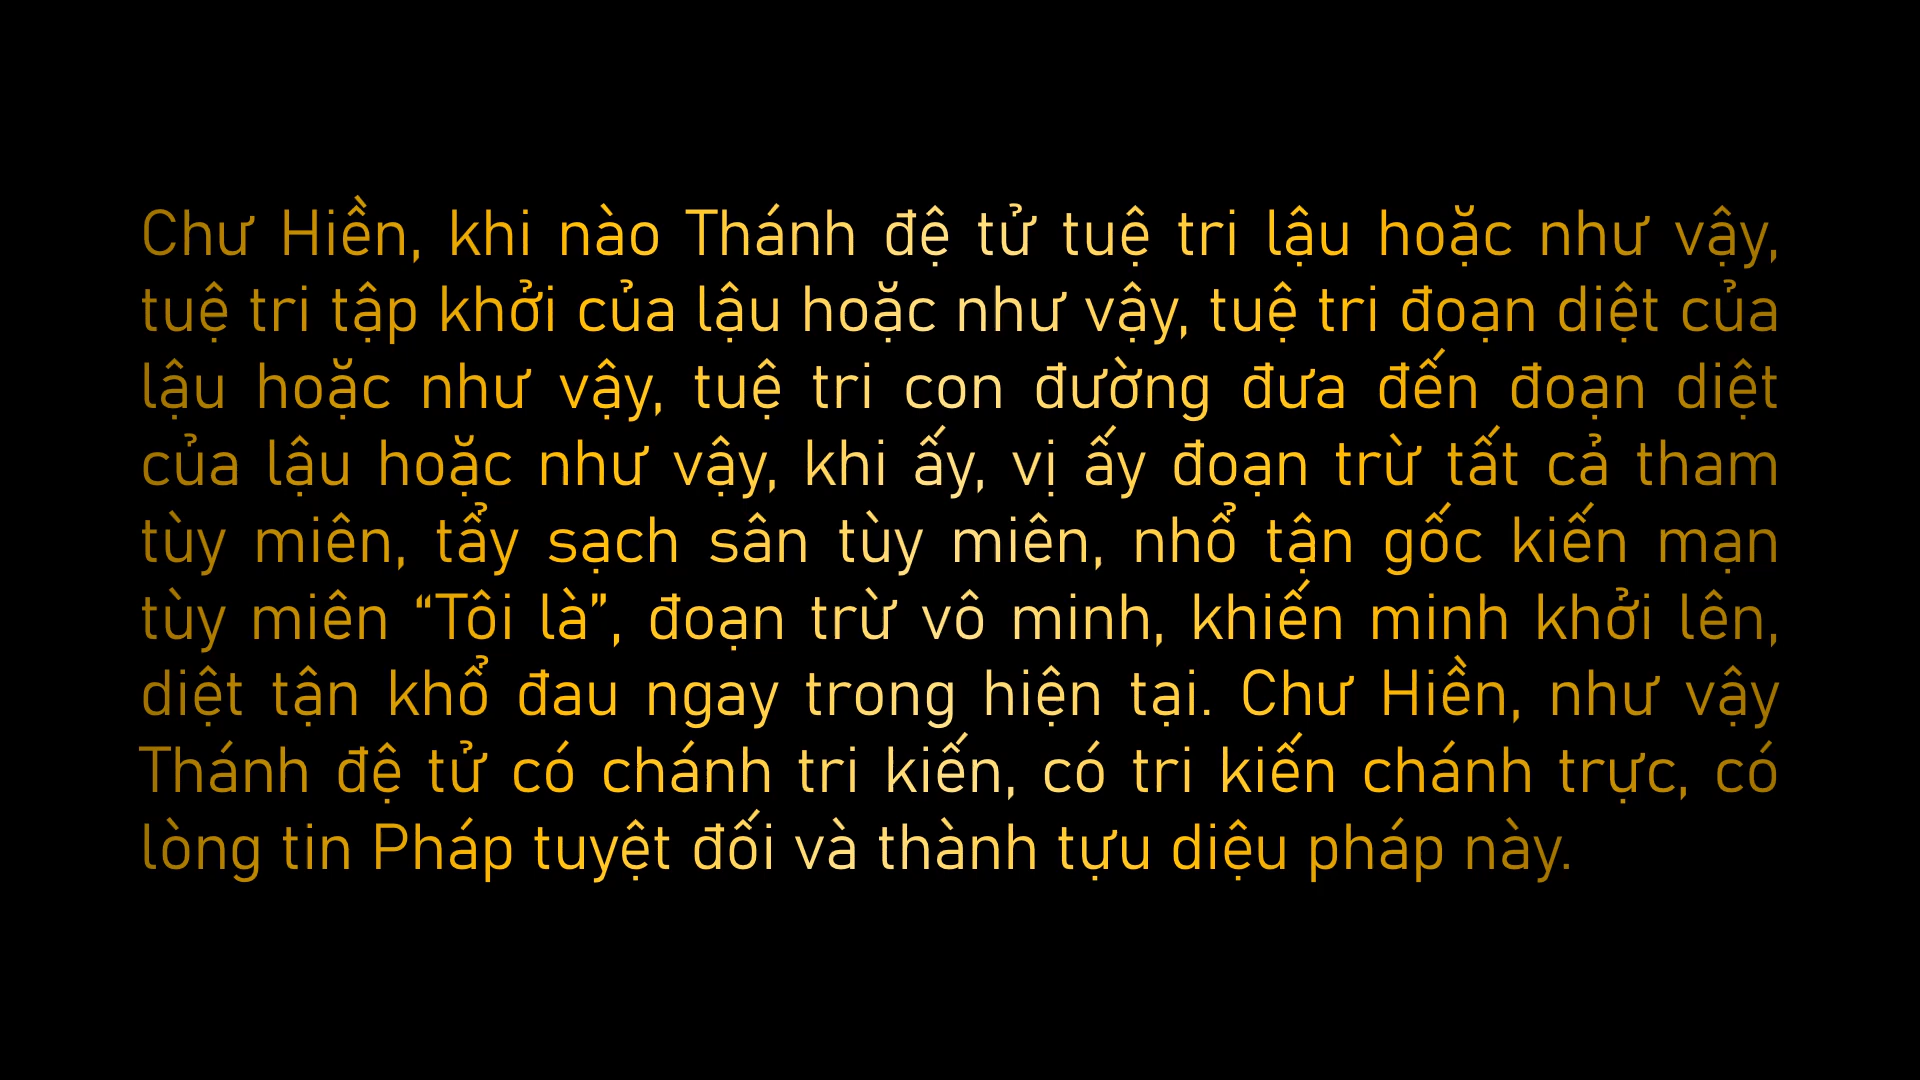 Chư Hiền, khi nào Thánh đệ tử tuệ tri lậu hoặc như vậy,
tuệ tri tập khởi của lậu hoặc như vậy, tuệ tri đoạn diệt của
lậu hoặc như vậy, tuệ tri con đường đưa đến đoạn diệt
của lậu hoặc như vậy, khi ấy, vị ấy đoạn trừ tất cả tham
tùy miên, tẩy sạch sân tùy miên, nhổ tận gốc kiến mạn
tùy miên “Tôi là”, đoạn trừ vô minh, khiến minh khởi lên,
diệt tận khổ đau ngay trong hiện tại. Chư Hiền, như vậy
Thánh đệ tử có chánh tri kiến, có tri kiến chánh trực, có
lòng tin Pháp tuyệt đối và thành tựu diệu pháp này.